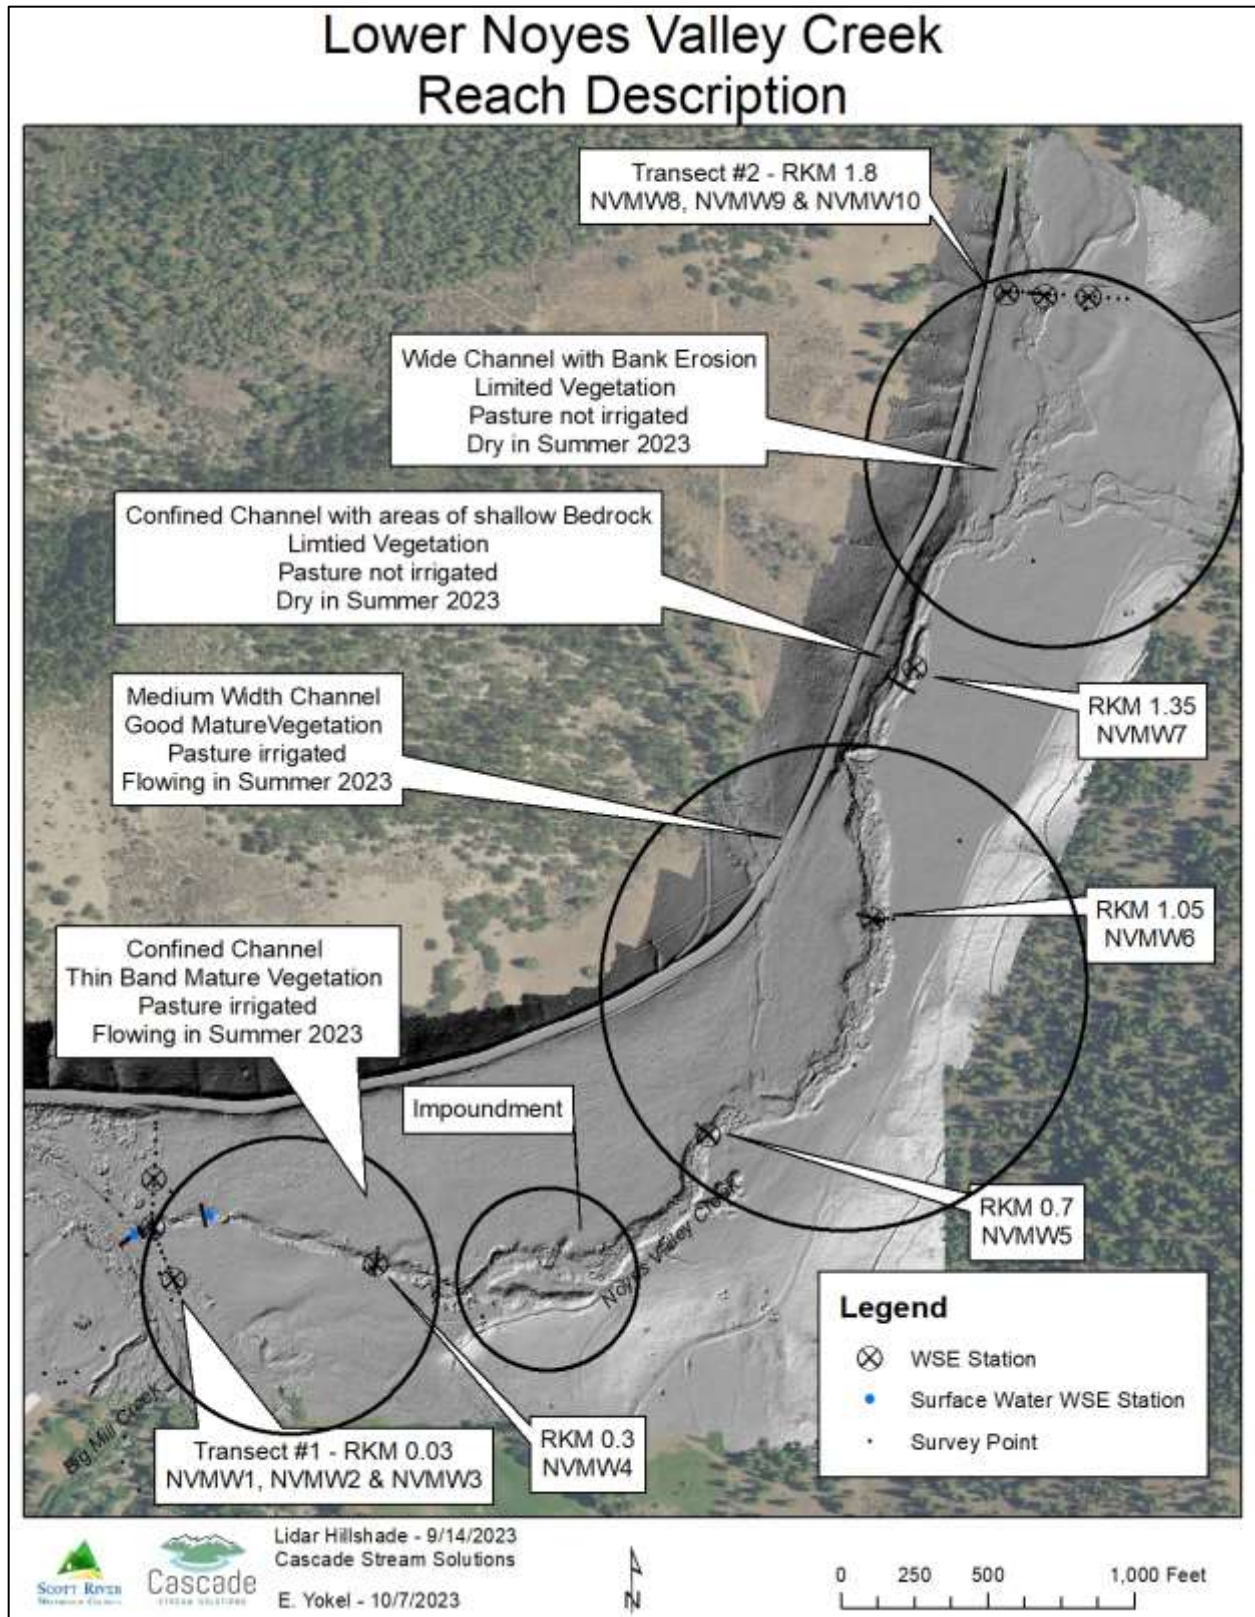 Lower Noyes Valley Creek
Reach Description
Transect #2 - RKM 1.8
NVMW8, NVMW9 & NVMW10
Wide Channel with Bank Erosion
Limited Vegetation
Pasture not irrigated
Dry in Summer 2023
Confined Channel with areas of shallow Bedrock
Limtied Vegetation
Pasture not irrigated
Dry in Summer 2023
RKM 1.35
NVMW7
Medium Width Channel
Good MatureVegetation
Pasture irrigated
Flowing in Summer 2023
RKM 1.05
NVMW6
Confined Channel
Thin Band Mature Vegetation
Pasture irrigated
Flowing in Summer 2023
Impoundment
RKM 0.7
NVMW5
Noyes Valley Creek
Big Mill Creek
Transect #1 - RKM 0.03
NVMW1, NVMW2 & NVMW3
RKM 0.3
NVMW4
Legend
WSE Station
Surface Water WSE Station
Survey Point
SCOTT RIVER
WATERSHED COUNCIL
Cascade
STREAM SOLUTIONS
Lidar Hillshade - 9/14/2023
Cascade Stream Solutions
E. Yokel - 10/7/2023
N
0 250 500 1,000 Feet